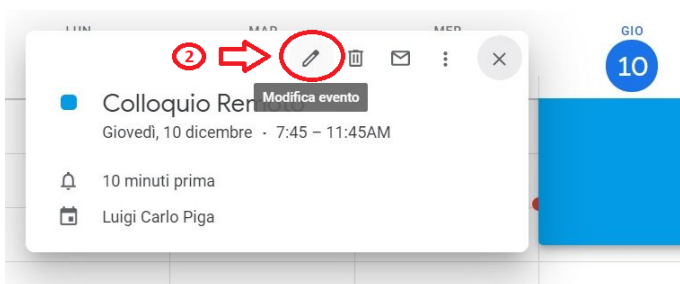 LUN MAR MER GIO
2
10
Modifica evento
Colloquio Remoto
Giovedì, 10 dicembre · 7:45 – 11:45AM
10 minuti prima
Luigi Carlo Piga